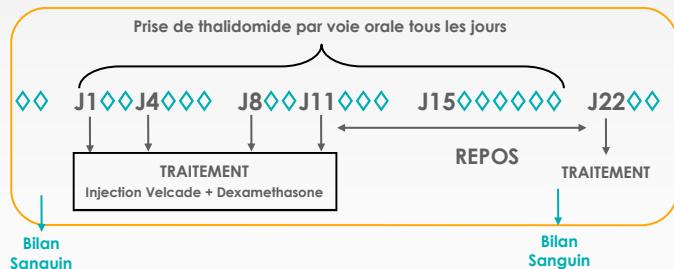 Prise de thalidomide par voie orale tous les jours
J1 J4 J8 J11 J15 J22
REPOS
TRAITEMENT
Injection Velcade + Dexamethasone
TRAITEMENT
Bilan
Sanguin
Bilan
Sanguin